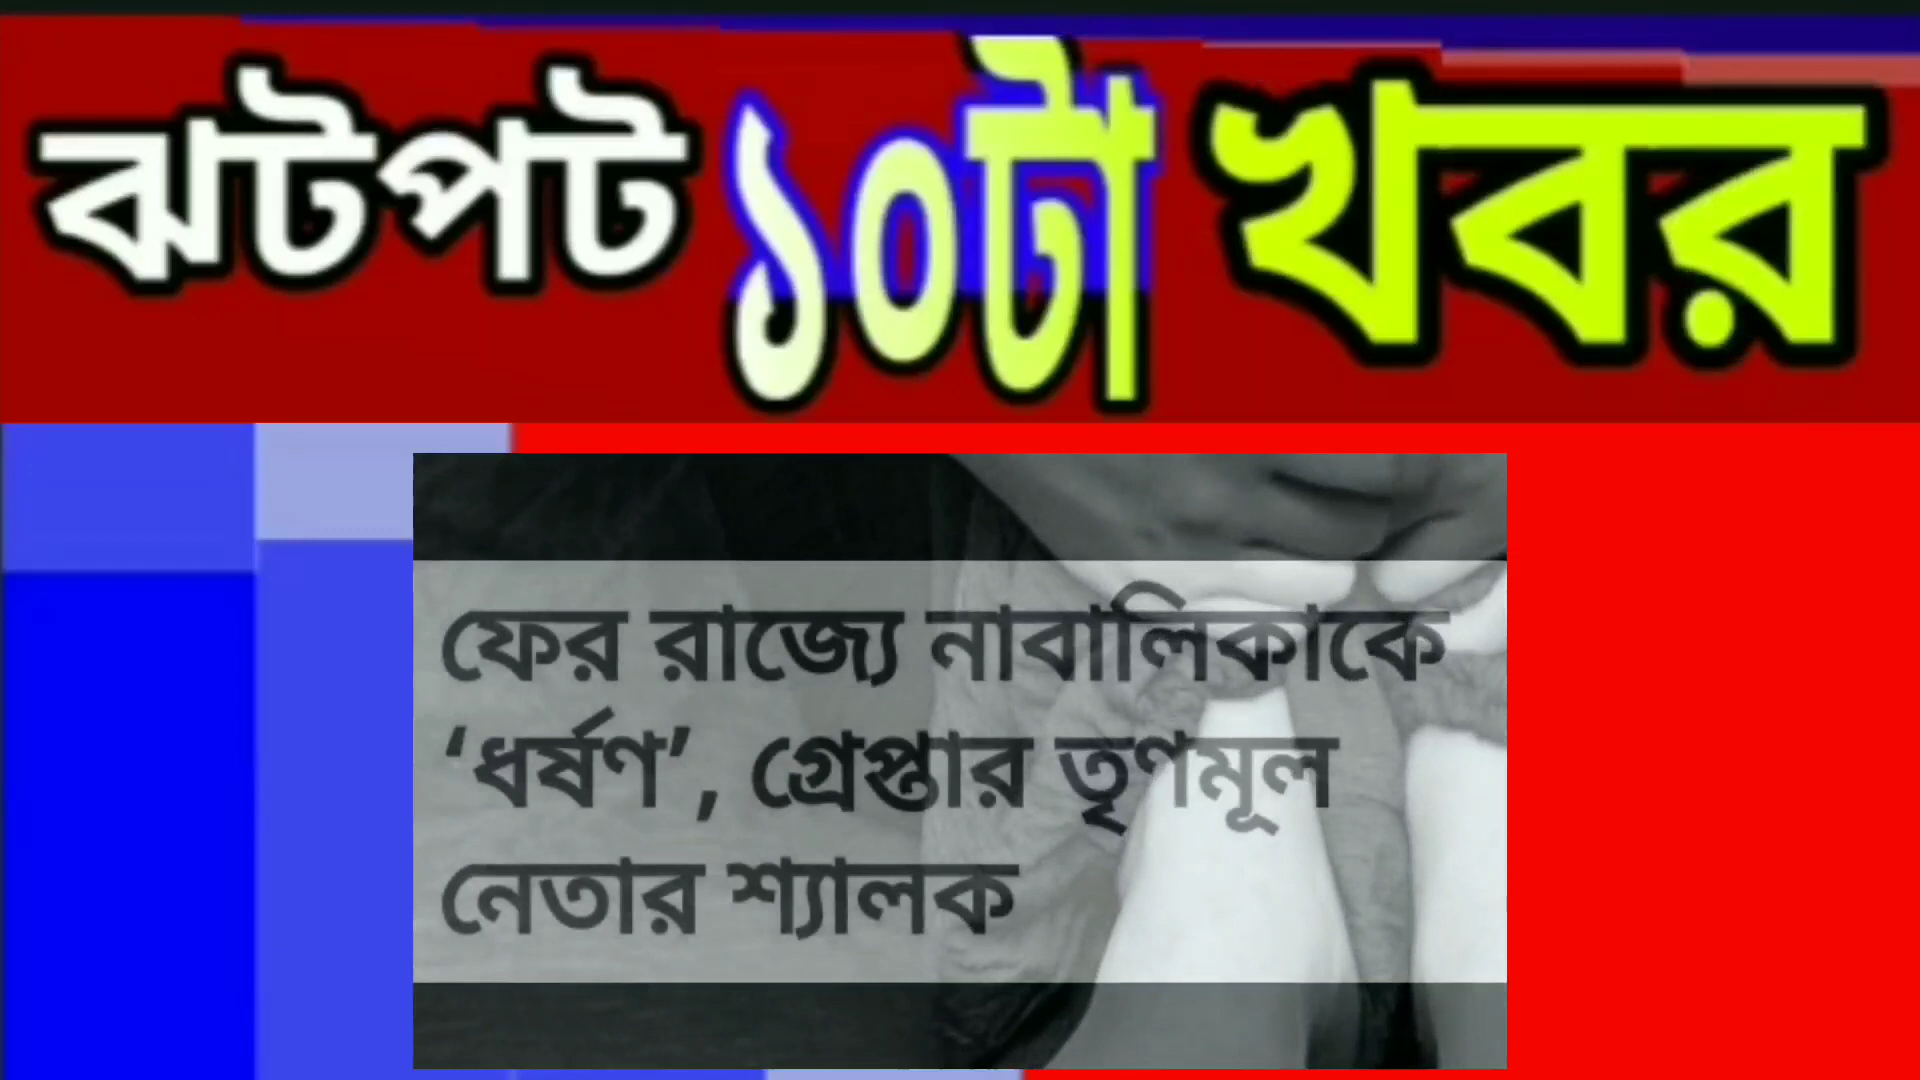 ঝটপট ১০টা খবর
ফের রাজ্যে নাবালিকাকে
‘ধর্ষণ’, গ্রেপ্তার তৃণমূল
নেতার শ্যালক